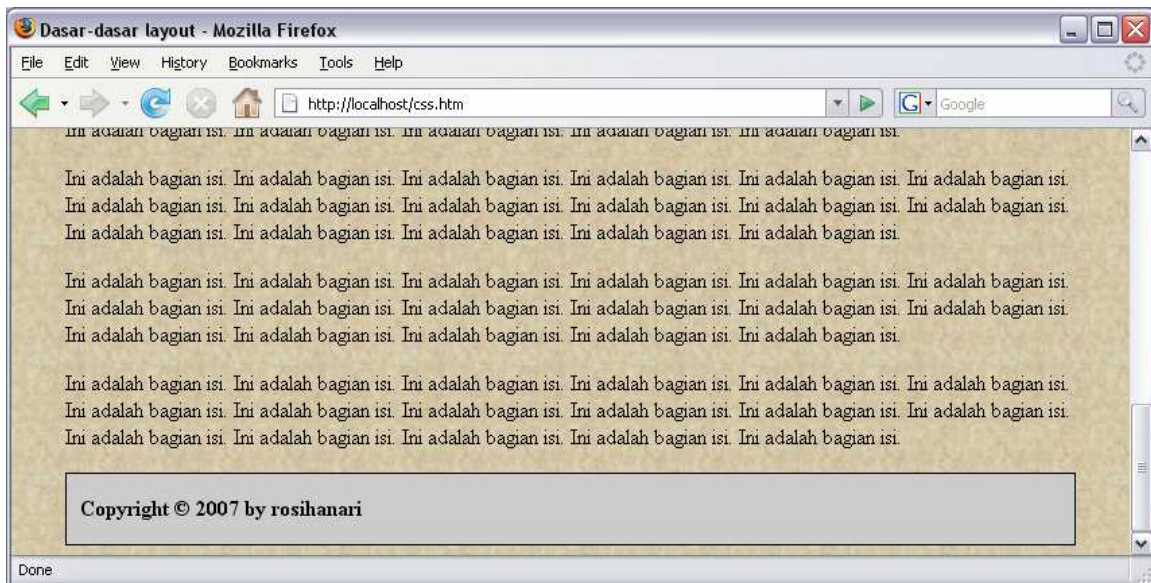 Dasar-dasar layout - Mozilla Firefox
File Edit View History Bookmarks Tools Help
http://localhost/css.htm Google
Ini adalah bagian isi. Ini adalah bagian isi. Ini adalah bagian isi. Ini adalah bagian isi. Ini adalah bagian isi.
Ini adalah bagian isi. Ini adalah bagian isi. Ini adalah bagian isi. Ini adalah bagian isi. Ini adalah bagian isi. Ini adalah bagian isi.
Ini adalah bagian isi. Ini adalah bagian isi. Ini adalah bagian isi. Ini adalah bagian isi. Ini adalah bagian isi. Ini adalah bagian isi.
Ini adalah bagian isi. Ini adalah bagian isi. Ini adalah bagian isi. Ini adalah bagian isi. Ini adalah bagian isi.
Ini adalah bagian isi. Ini adalah bagian isi. Ini adalah bagian isi. Ini adalah bagian isi. Ini adalah bagian isi. Ini adalah bagian isi.
Ini adalah bagian isi. Ini adalah bagian isi. Ini adalah bagian isi. Ini adalah bagian isi. Ini adalah bagian isi. Ini adalah bagian isi.
Ini adalah bagian isi. Ini adalah bagian isi. Ini adalah bagian isi. Ini adalah bagian isi. Ini adalah bagian isi.
Ini adalah bagian isi. Ini adalah bagian isi. Ini adalah bagian isi. Ini adalah bagian isi. Ini adalah bagian isi. Ini adalah bagian isi.
Ini adalah bagian isi. Ini adalah bagian isi. Ini adalah bagian isi. Ini adalah bagian isi. Ini adalah bagian isi. Ini adalah bagian isi.
Ini adalah bagian isi. Ini adalah bagian isi. Ini adalah bagian isi. Ini adalah bagian isi. Ini adalah bagian isi.
Copyright © 2007 by rosihanari
Done